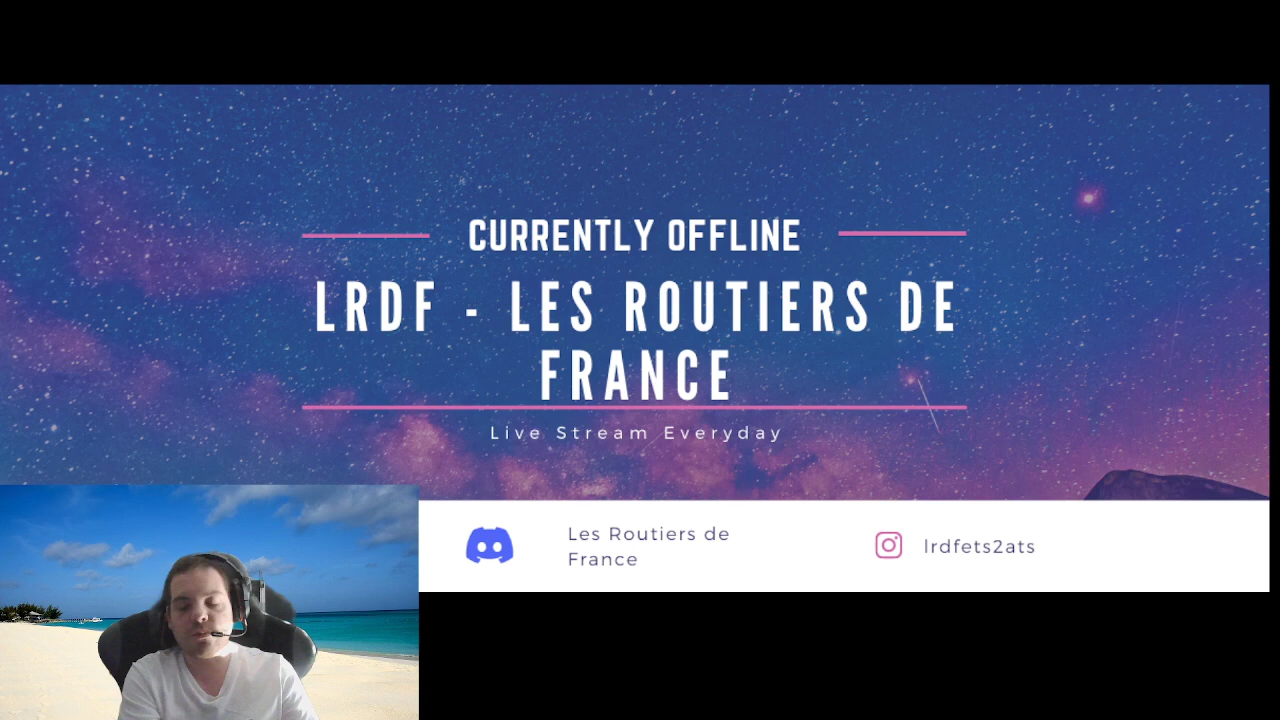 CURRENTLY OFFLINE
LRDF - LES ROUTIERS DE
FRANCE
Live Stream Everyday
Les Routiers de
France
lrdfets2ats